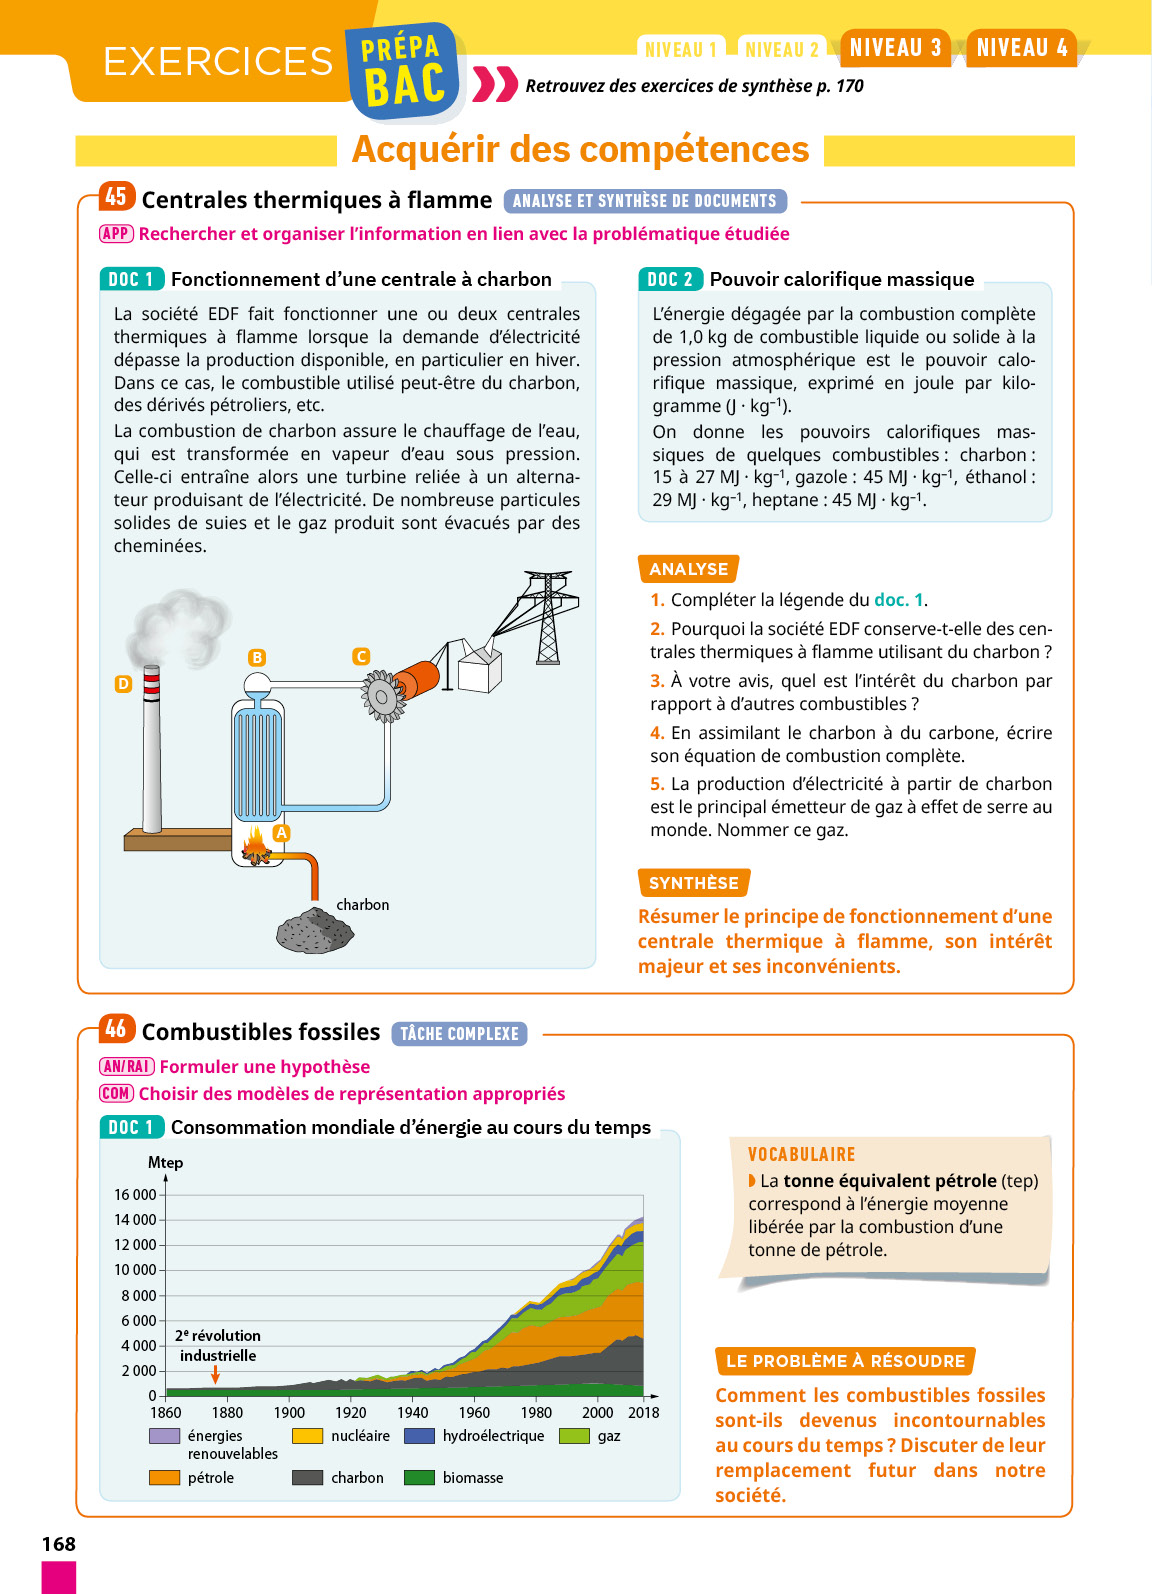 EXERCICES
PRÉPA
BAC
NIVEAU 1
NIVEAU 2
NIVEAU 3
NIVEAU 4
Retrouvez des exercices de synthèse p. 170
Acquérir des compétences
45 Centrales thermiques à flamme ANALYSE ET SYNTHÈSE DE DOCUMENTS
APP Rechercher et organiser l’information en lien avec la problématique étudiée
DOC 1 Fonctionnement d’une centrale à charbon
La société EDF fait fonctionner une ou deux centrales
thermiques à flamme lorsque la demande d’électricité
dépasse la production disponible, en particulier en hiver.
Dans ce cas, le combustible utilisé peut-être du charbon,
des dérivés pétroliers, etc.
La combustion de charbon assure le chauffage de l’eau,
qui est transformée en vapeur d’eau sous pression.
Celle-ci entraîne alors une turbine reliée à un alterna-
teur produisant de l’électricité. De nombreuse particules
solides de suies et le gaz produit sont évacués par des
cheminées.
B
C
D
A
charbon
DOC 2 Pouvoir calorifique massique
L’énergie dégagée par la combustion complète
de 1,0 kg de combustible liquide ou solide à la
pression atmosphérique est le pouvoir calo-
rifique massique, exprimé en joule par kilo-
gramme (J · kg⁻¹).
On donne les pouvoirs calorifiques mas-
siques de quelques combustibles : charbon :
15 à 27 MJ · kg⁻¹, gazole : 45 MJ · kg⁻¹, éthanol :
29 MJ · kg⁻¹, heptane : 45 MJ · kg⁻¹.
ANALYSE
1. Compléter la légende du doc. 1.
2. Pourquoi la société EDF conserve-t-elle des cen-
trales thermiques à flamme utilisant du charbon ?
3. À votre avis, quel est l’intérêt du charbon par
rapport à d’autres combustibles ?
4. En assimilant le charbon à du carbone, écrire
son équation de combustion complète.
5. La production d’électricité à partir de charbon
est le principal émetteur de gaz à effet de serre au
monde. Nommer ce gaz.
SYNTHÈSE
Résumer le principe de fonctionnement d’une
centrale thermique à flamme, son intérêt
majeur et ses inconvénients.
46 Combustibles fossiles TÂCHE COMPLEXE
AN/RAI Formuler une hypothèse
COM Choisir des modèles de représentation appropriés
DOC 1 Consommation mondiale d’énergie au cours du temps
Mtep
16 000
14 000
12 000
10 000
8 000
6 000
4 000
2 000
0
2ᵉ révolution
industrielle
1860 1880 1900 1920 1940 1960 1980 2000 2018
énergies
renouvelables
nucléaire
hydroélectrique
gaz
pétrole
charbon
biomasse
VOCABULAIRE
La tonne équivalent pétrole (tep)
correspond à l’énergie moyenne
libérée par la combustion d’une
tonne de pétrole.
LE PROBLÈME À RÉSOUDRE
Comment les combustibles fossiles
sont-ils devenus incontournables
au cours du temps ? Discuter de leur
remplacement futur dans notre
société.
168